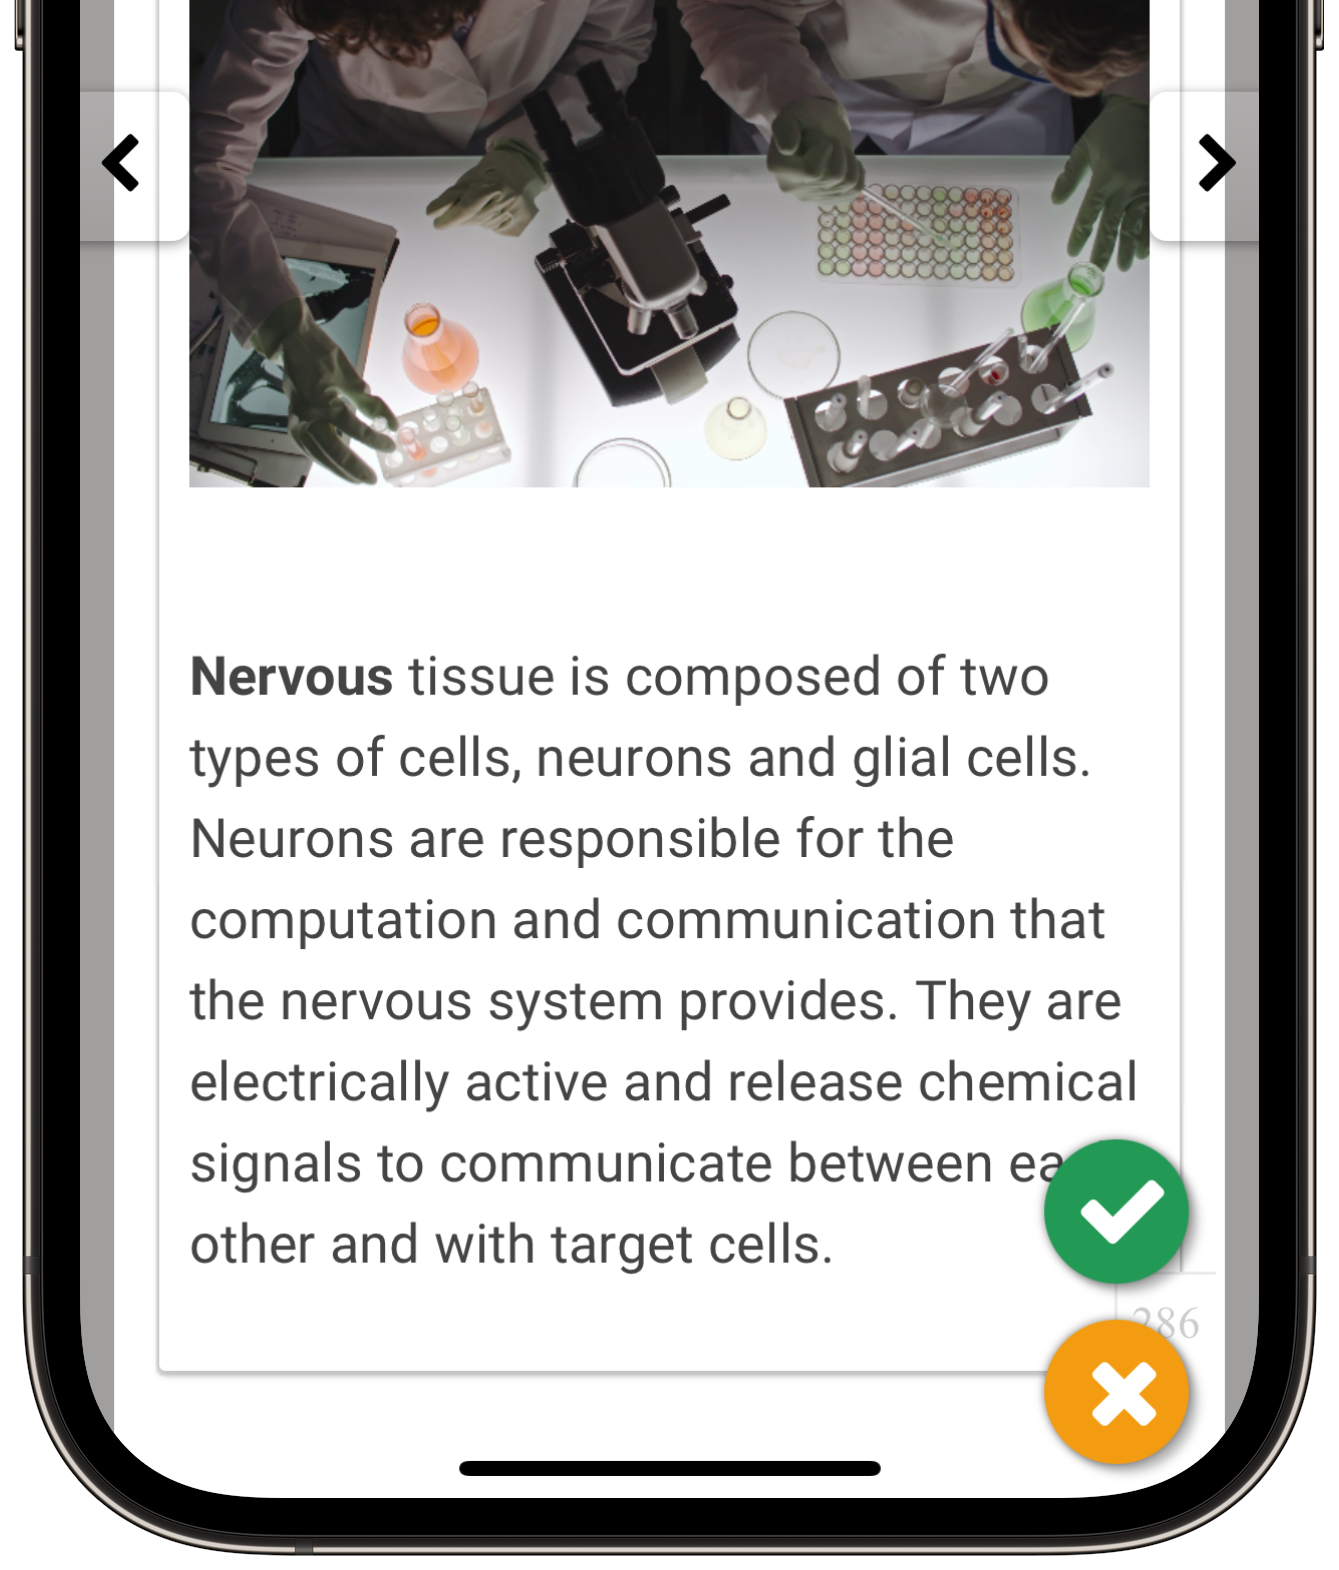 Nervous tissue is composed of two
types of cells, neurons and glial cells.
Neurons are responsible for the
computation and communication that
the nervous system provides. They are
electrically active and release chemical
signals to communicate between
other and with target cells.
286